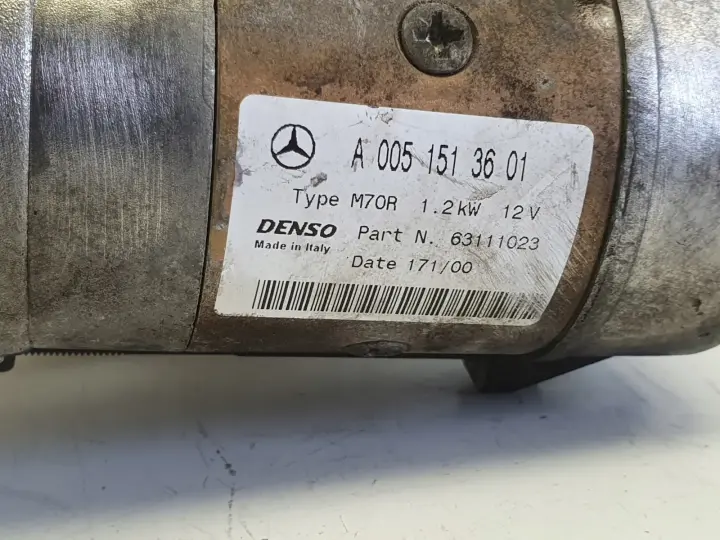 A 005 151 36 01
Type M70R 1.2kW 12V
DENSO Part N. 63111023
Made in Italy
Date 171/00